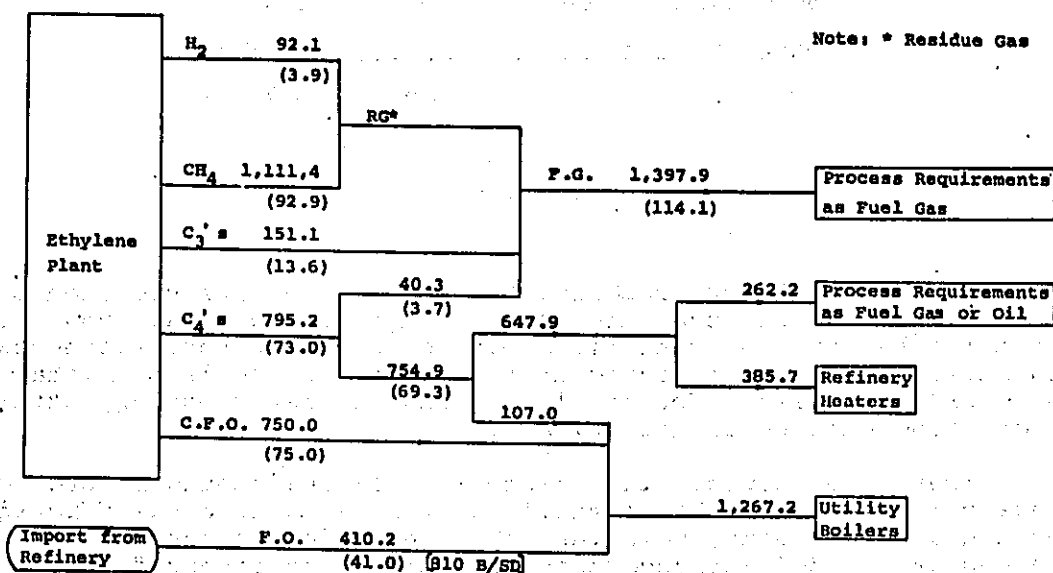 H2 92.1
(3.9)
Note: * Residue Gas
RG*
CH4 1,111,4
(92.9)
F.G. 1,397.9
(114.1)
Process Requirements
as Fuel Gas
Ethylene
Plant
C3's 151.1
(13.6)
40.3
(3.7)
C4's 795.2
(73.0)
647.9
262.2
Process Requirements
as Fuel Gas or Oil
754.9
(69.3)
385.7
Refinery
Heaters
107.0
C.F.O. 750.0
(75.0)
1,267.2
Utility
Boilers
Import from
Refinery
F.O. 410.2
(41.0) [810 B/SD]